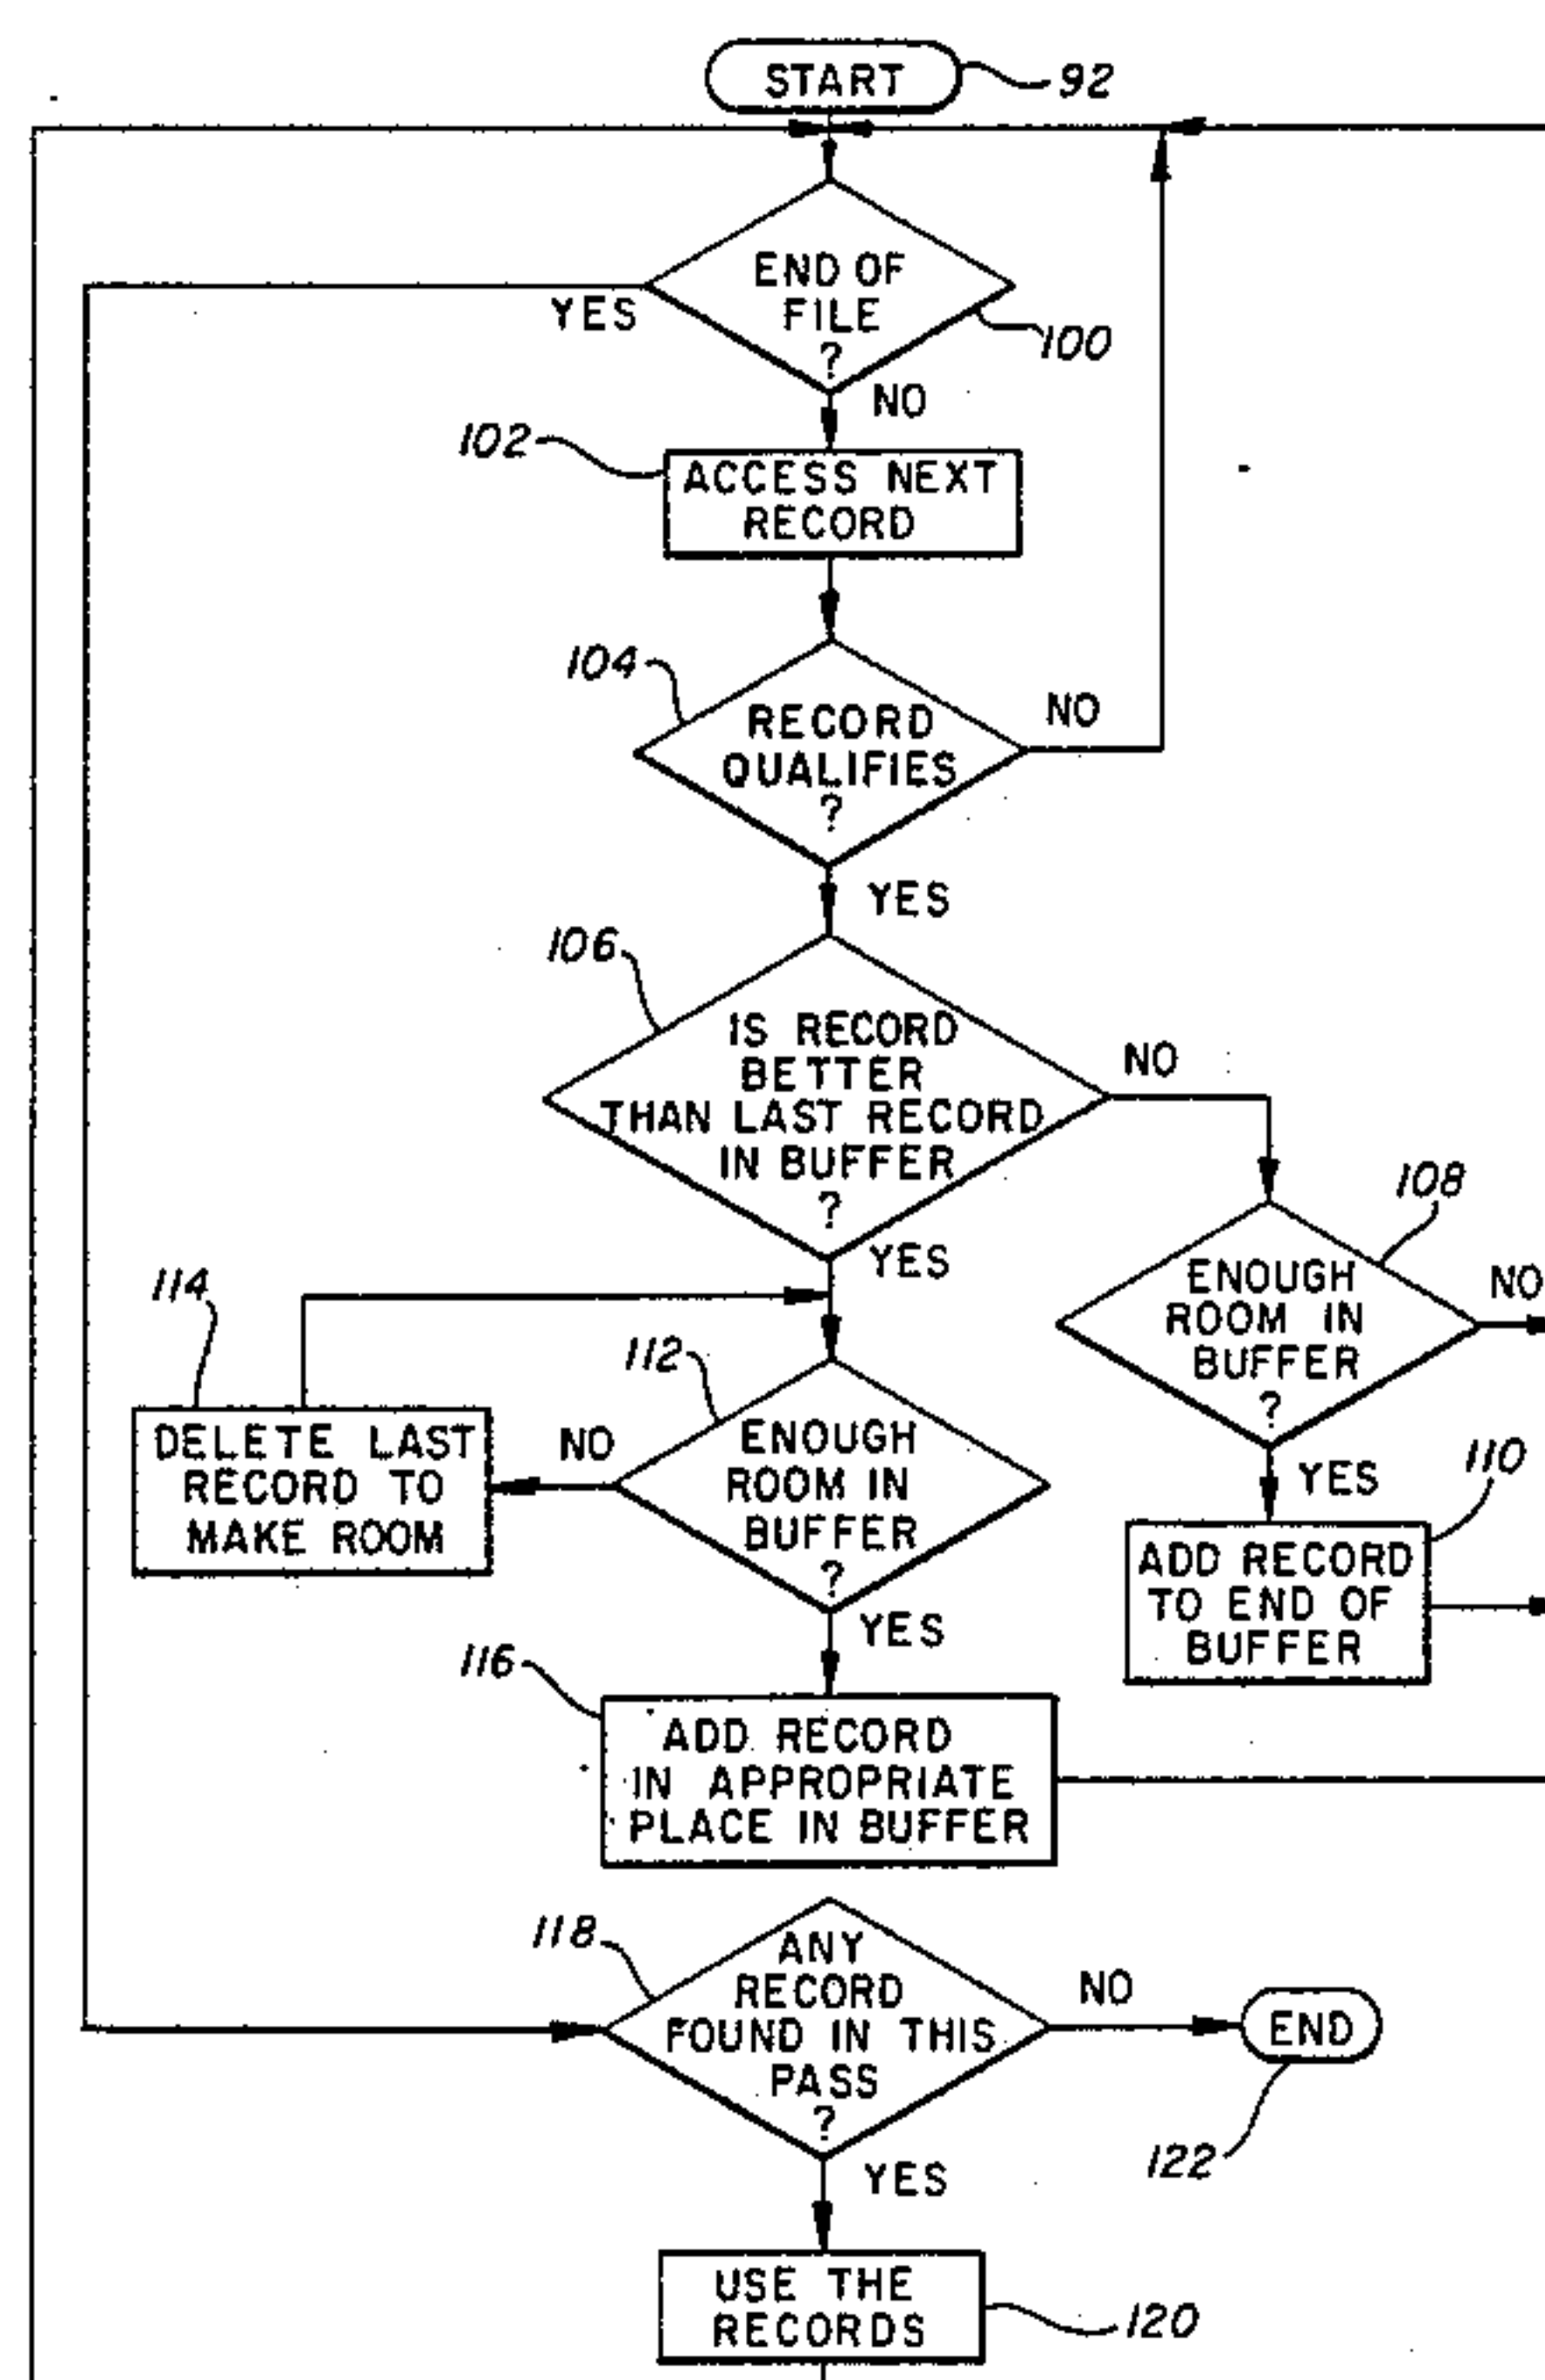 START
92
END OF
FILE
?
YES
100
NO
102
ACCESS NEXT
RECORD
104
RECORD
QUALIFIES
?
NO
YES
106
IS RECORD
BETTER
THAN LAST RECORD
IN BUFFER
?
NO
YES
108
ENOUGH
ROOM IN
BUFFER
?
NO
YES
110
ADD RECORD
TO END OF
BUFFER
114
DELETE LAST
RECORD TO
MAKE ROOM
112
NO
ENOUGH
ROOM IN
BUFFER
?
YES
116
ADD RECORD
IN APPROPRIATE
PLACE IN BUFFER
118
ANY
RECORD
FOUND IN THIS
PASS
?
NO
END
122
YES
USE THE
RECORDS
120